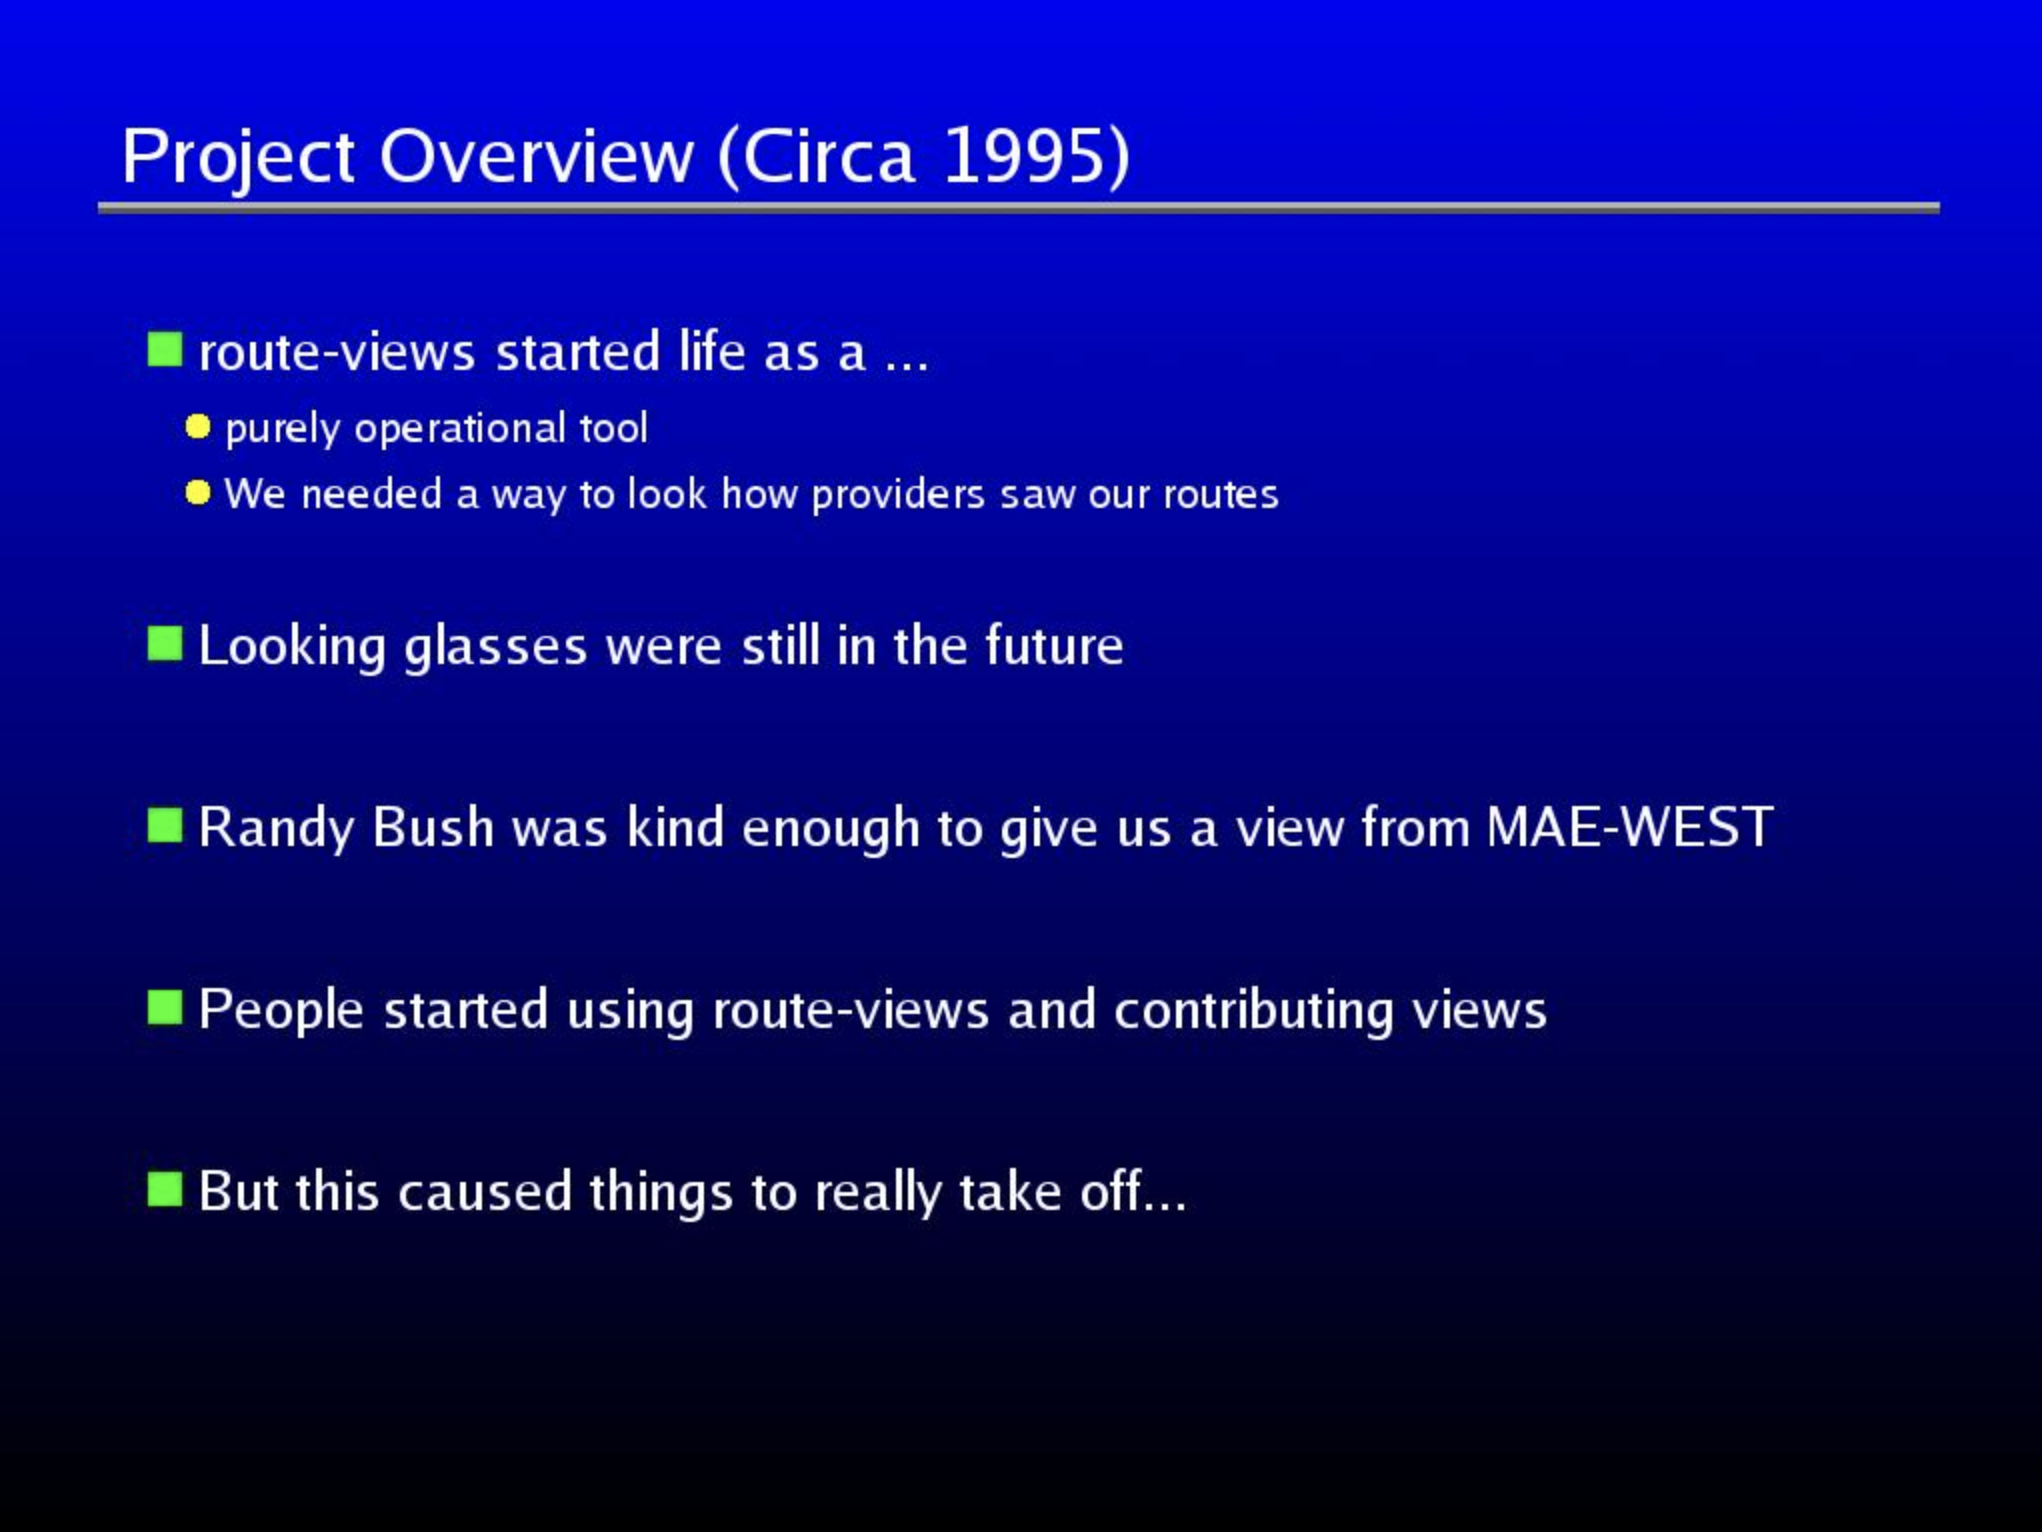 Project Overview (Circa 1995)
route-views started life as a ...
purely operational tool
We needed a way to look how providers saw our routes
Looking glasses were still in the future
Randy Bush was kind enough to give us a view from MAE-WEST
People started using route-views and contributing views
But this caused things to really take off...